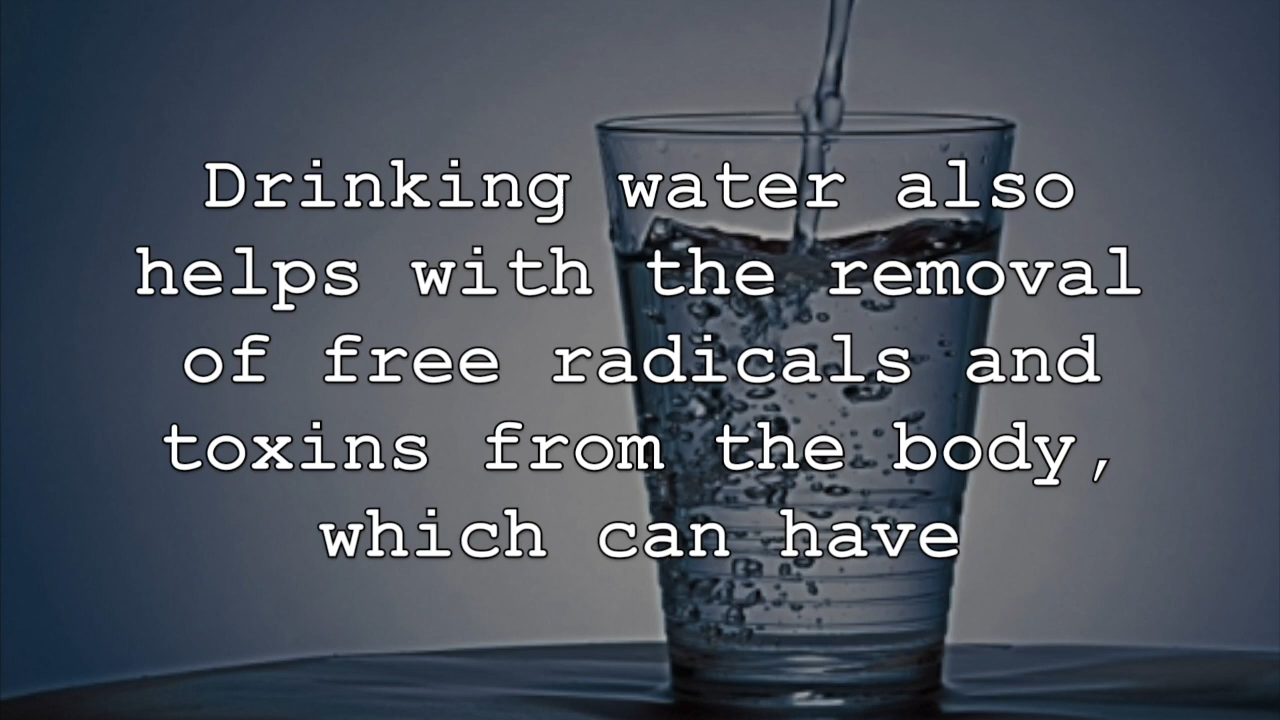 Drinking water also
helps with the removal
of free radicals and
toxins from the body,
which can have